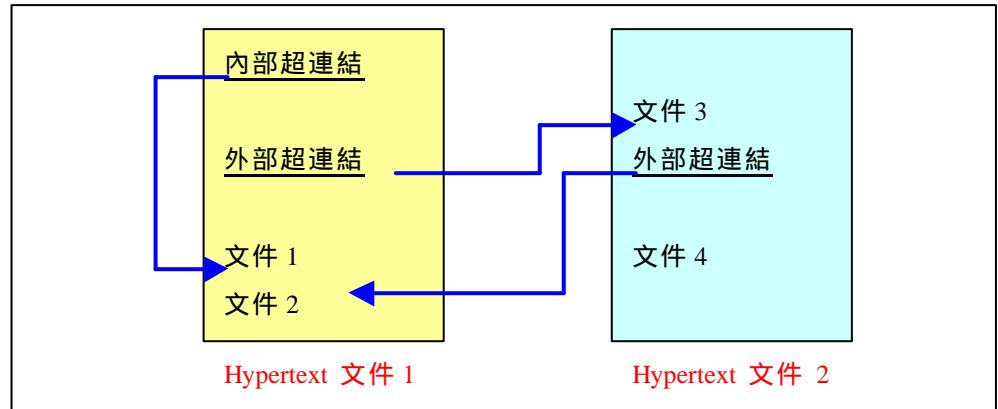 內部超連結
外部超連結
文件 1
文件 2
Hypertext 文件 1
文件 3
外部超連結
文件 4
Hypertext 文件 2